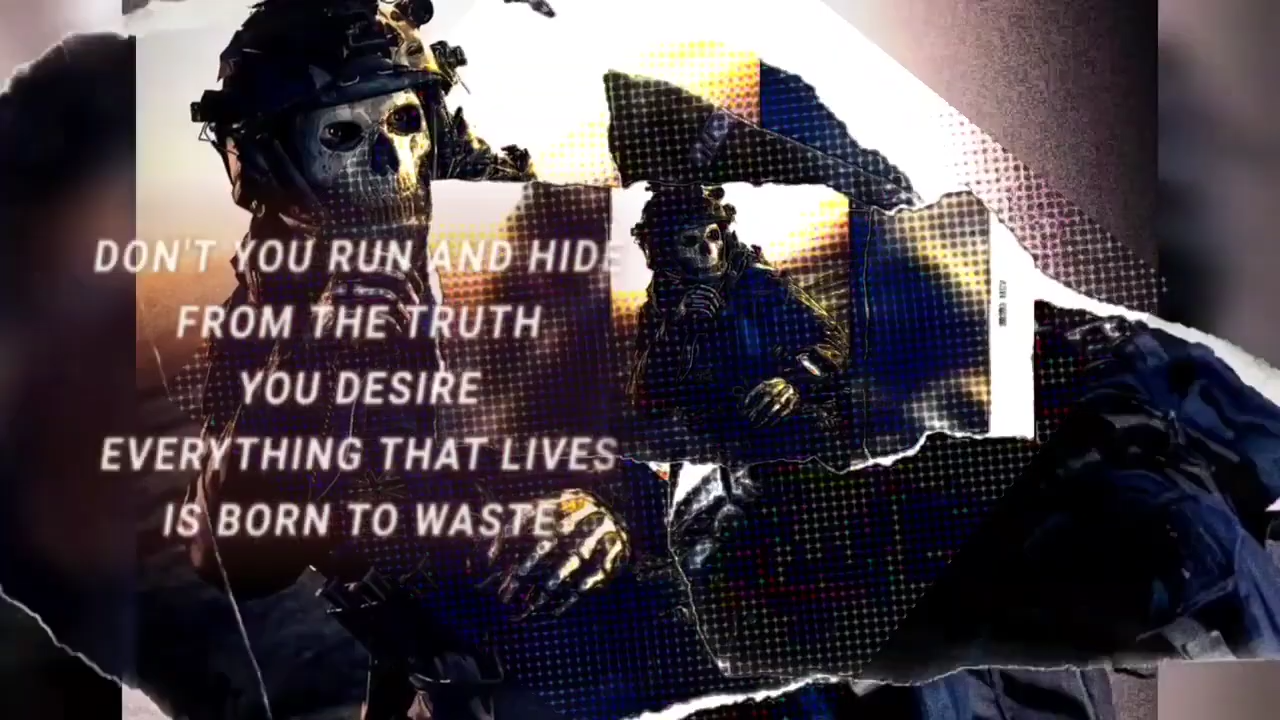 DON'T YOU RUN AND HIDE
FROM THE TRUTH
YOU DESIRE
EVERYTHING THAT LIVES
IS BORN TO WASTE